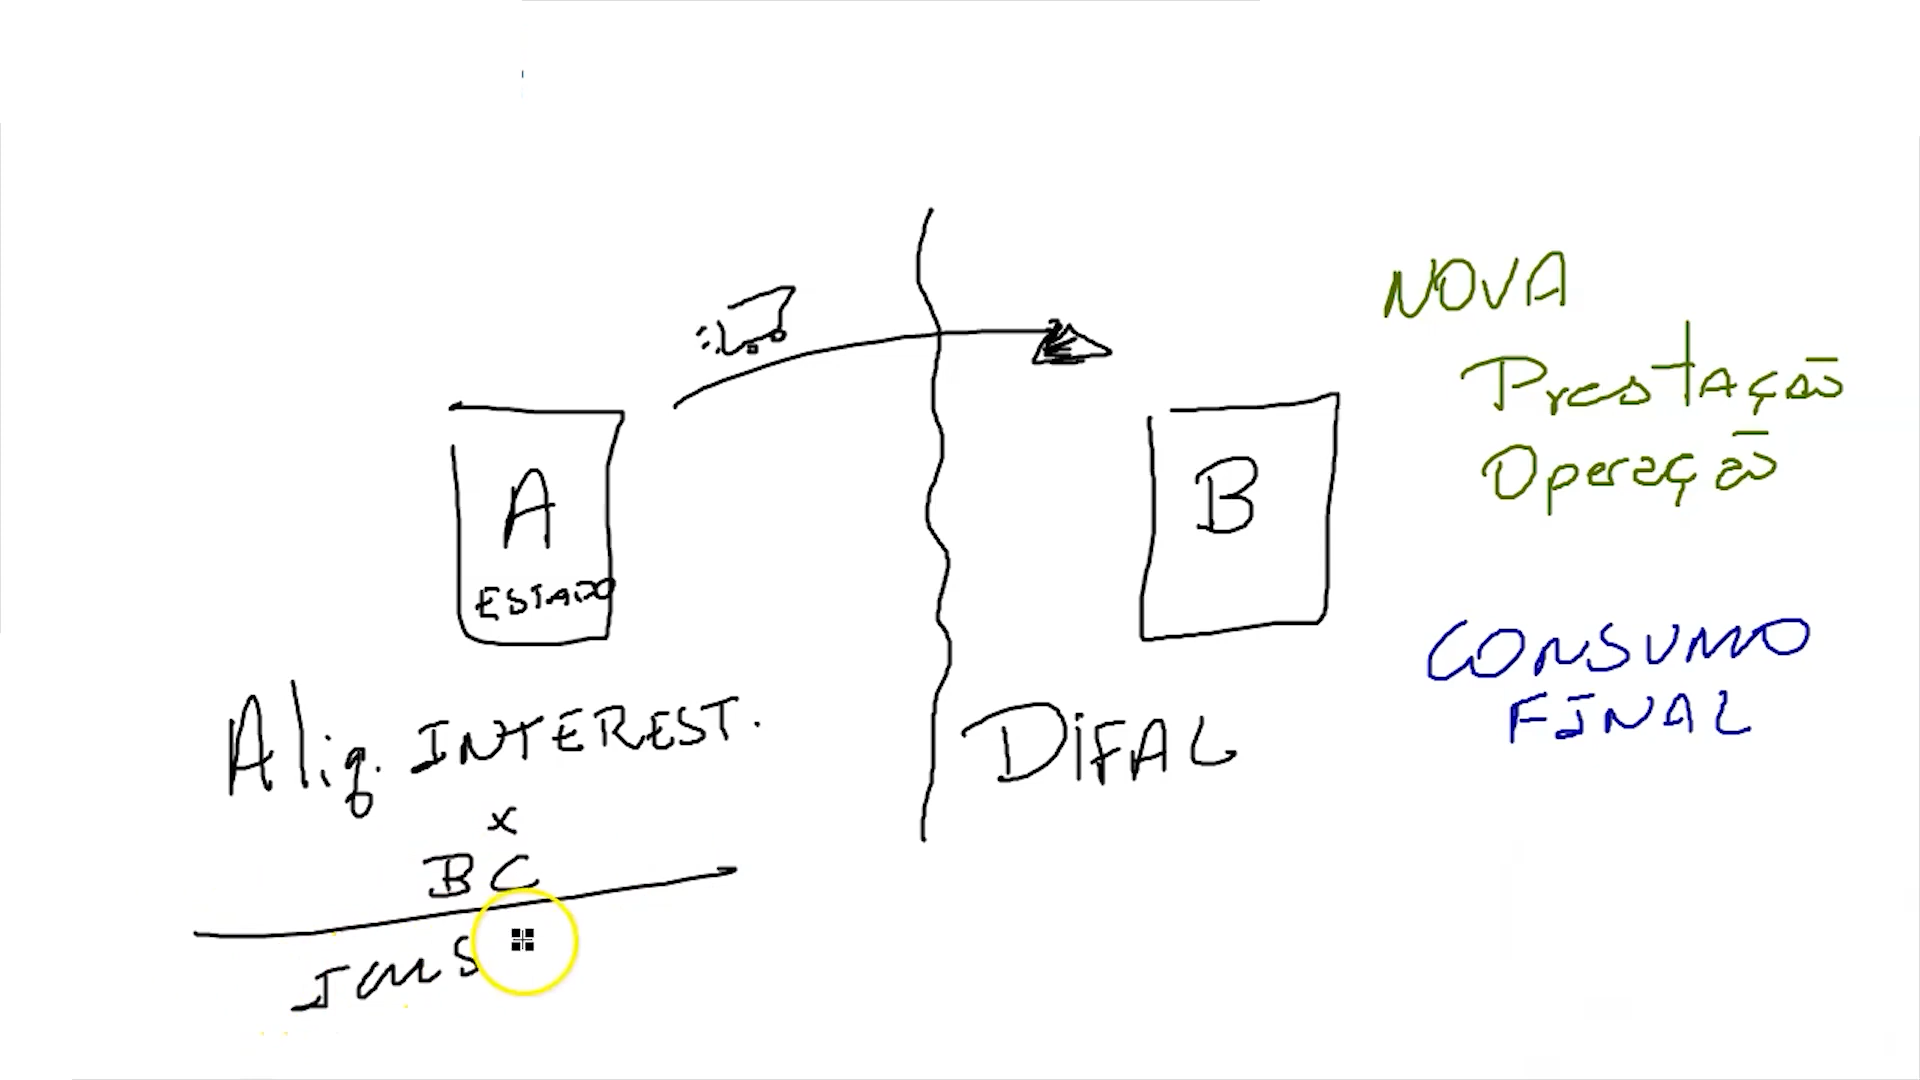 NOVA
Prestação
Operação
A
ESTADO
B
CONSUMO
FINAL
Aliq. INTEREST.
DIFAL
x
BC
ICMS